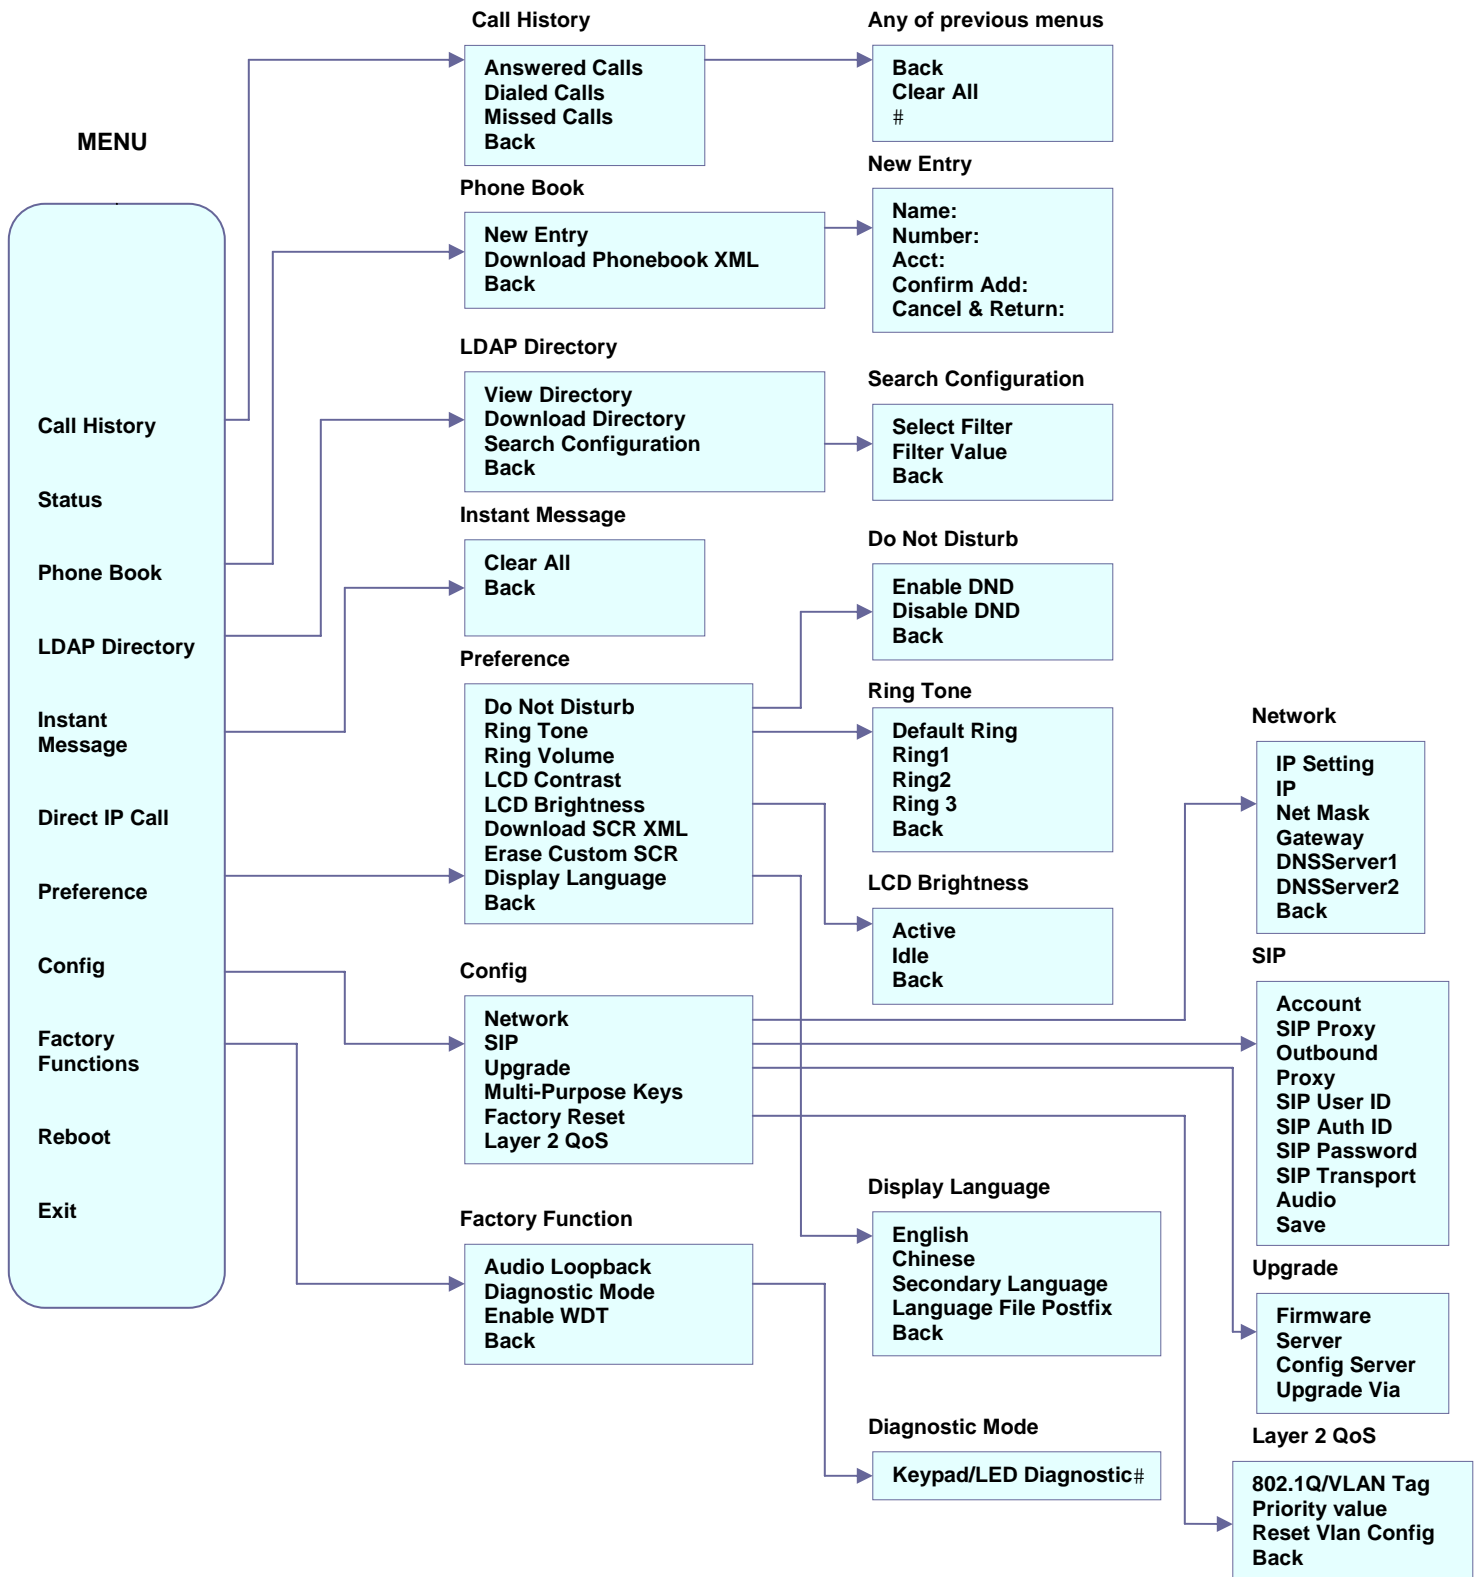 MENU
Call History
Status
Phone Book
LDAP Directory
Instant
Message
Direct IP Call
Preference
Config
Factory
Functions
Reboot
Exit
Call History
Answered Calls
Dialed Calls
Missed Calls
Back
Any of previous menus
Back
Clear All
#
Phone Book
New Entry
Download Phonebook XML
Back
New Entry
Name:
Number:
Acct:
Confirm Add:
Cancel & Return:
LDAP Directory
View Directory
Download Directory
Search Configuration
Back
Search Configuration
Select Filter
Filter Value
Back
Instant Message
Clear All
Back
Preference
Do Not Disturb
Ring Tone
Ring Volume
LCD Contrast
LCD Brightness
Download SCR XML
Erase Custom SCR
Display Language
Back
Do Not Disturb
Enable DND
Disable DND
Back
Ring Tone
Default Ring
Ring1
Ring2
Ring 3
Back
LCD Brightness
Active
Idle
Back
Config
Network
SIP
Upgrade
Multi-Purpose Keys
Factory Reset
Layer 2 QoS
Network
IP Setting
IP
Net Mask
Gateway
DNSServer1
DNSServer2
Back
SIP
Account
SIP Proxy
Outbound
Proxy
SIP User ID
SIP Auth ID
SIP Password
SIP Transport
Audio
Save
Factory Function
Audio Loopback
Diagnostic Mode
Enable WDT
Back
Display Language
English
Chinese
Secondary Language
Language File Postfix
Back
Upgrade
Firmware
Server
Config Server
Upgrade Via
Diagnostic Mode
Keypad/LED Diagnostic#
Layer 2 QoS
802.1Q/VLAN Tag
Priority value
Reset Vlan Config
Back